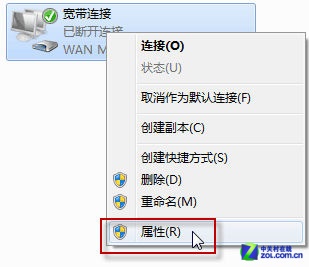 宽带连接
已断开连接
WAN M
连接(O)
状态(U)
取消作为默认连接(F)
创建副本(C)
创建快捷方式(S)
删除(D)
重命名(M)
属性(R)
中关村在线
ZOL.com.cn